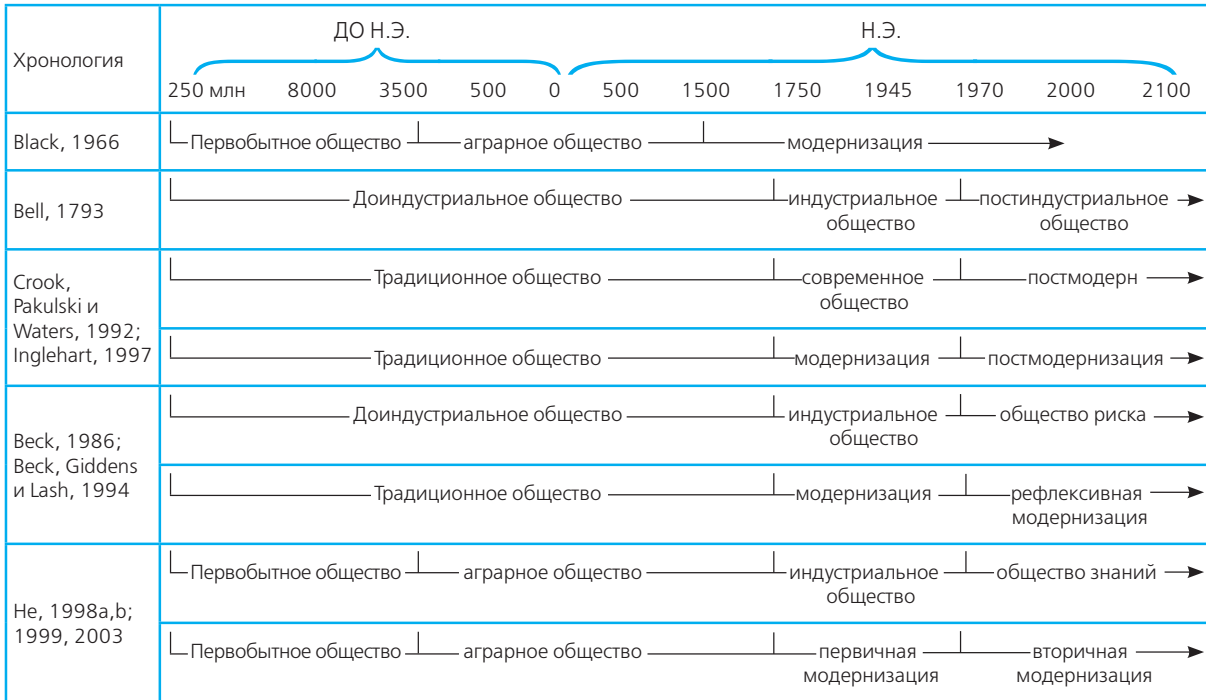 Хронология
ДО Н.Э. Н.Э.
250 млн 8000 3500 500 0 500 1500 1750 1945 1970 2000 2100
Black, 1966
Первобытное общество аграрное общество модернизация
Bell, 1793
Доиндустриальное общество индустриальное постиндустриальное
общество общество
Crook,
Pakulski и
Waters, 1992;
Inglehart, 1997
Традиционное общество современное постмодерн
общество
Традиционное общество модернизация постмодернизация
Beck, 1986;
Beck, Giddens
и Lash, 1994
Доиндустриальное общество индустриальное общество риска
общество
Традиционное общество модернизация рефлексивная
модернизация
He, 1998a,b;
1999, 2003
Первобытное общество аграрное общество индустриальное общество знаний
общество
Первобытное общество аграрное общество первичная вторичная
модернизация модернизация